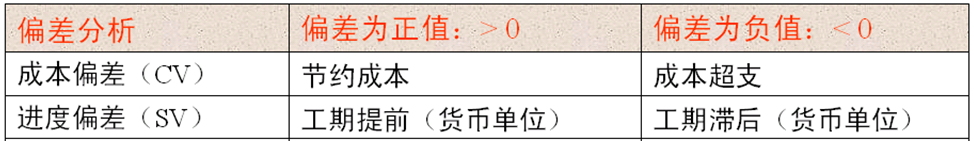 偏差分析 偏差为正值：＞0 偏差为负值：＜0
成本偏差（CV） 节约成本 成本超支
进度偏差（SV） 工期提前（货币单位） 工期滞后（货币单位）